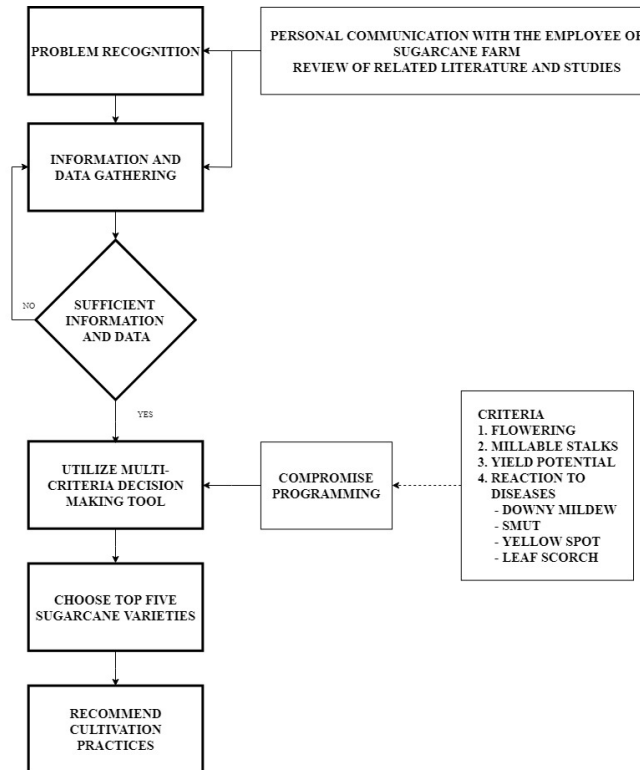 PROBLEM RECOGNITION
PERSONAL COMMUNICATION WITH THE EMPLOYEE OF
SUGARCANE FARM
REVIEW OF RELATED LITERATURE AND STUDIES
INFORMATION AND
DATA GATHERING
SUFFICIENT
INFORMATION
AND DATA
NO
YES
UTILIZE MULTI-
CRITERIA DECISION
MAKING TOOL
COMPROMISE
PROGRAMMING
CRITERIA
1. FLOWERING
2. MILLABLE STALKS
3. YIELD POTENTIAL
4. REACTION TO
DISEASES
- DOWNY MILDEW
- SMUT
- YELLOW SPOT
- LEAF SCORCH
CHOOSE TOP FIVE
SUGARCANE VARIETIES
RECOMMEND
CULTIVATION
PRACTICES